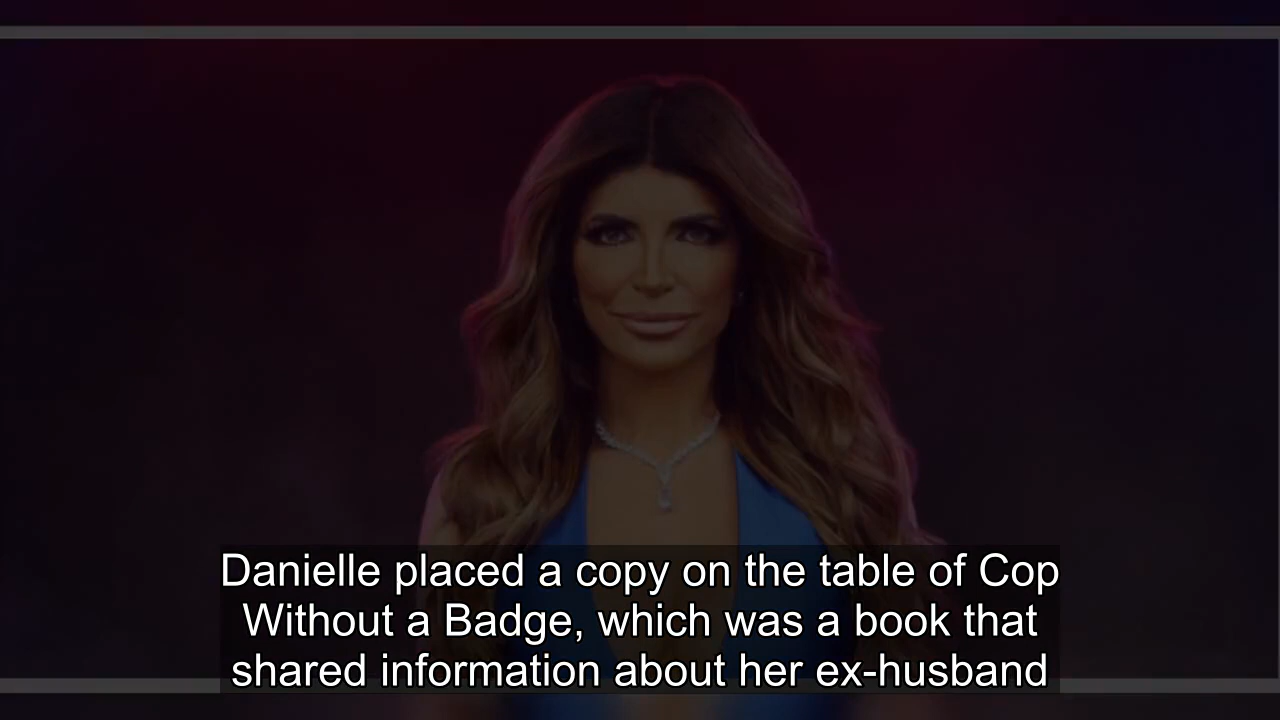 Danielle placed a copy on the table of Cop
Without a Badge, which was a book that
shared information about her ex-husband